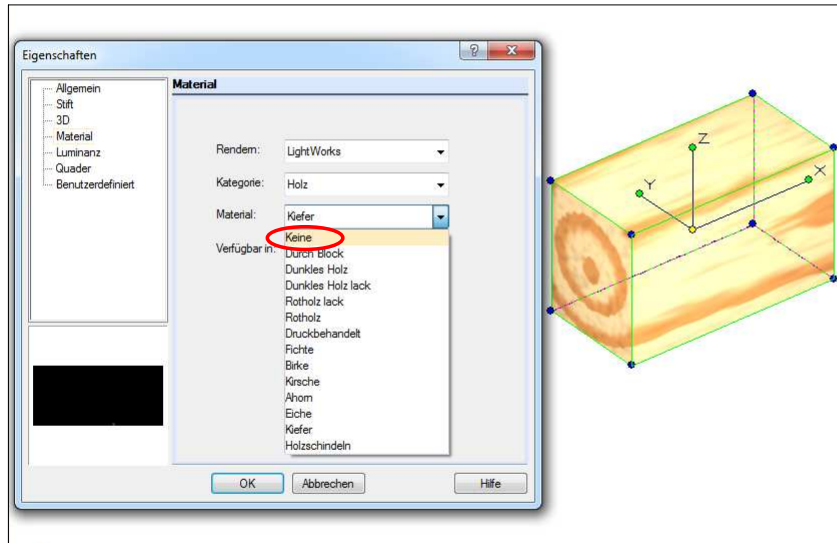 Eigenschaften
?
X
Allgemein
Stift
3D
Material
Luminanz
Quader
Benutzerdefiniert
Material
Rendern: LightWorks
Kategorie: Holz
Material: Kiefer
Verfügbar in:
Keine
Durch Block
Dunkles Holz
Dunkles Holz lack
Rotholz lack
Rotholz
Druckbehandelt
Fichte
Birke
Kirsche
Ahorn
Eiche
Kiefer
Holzschindeln
OK Abbrechen Hilfe
Z
Y
X